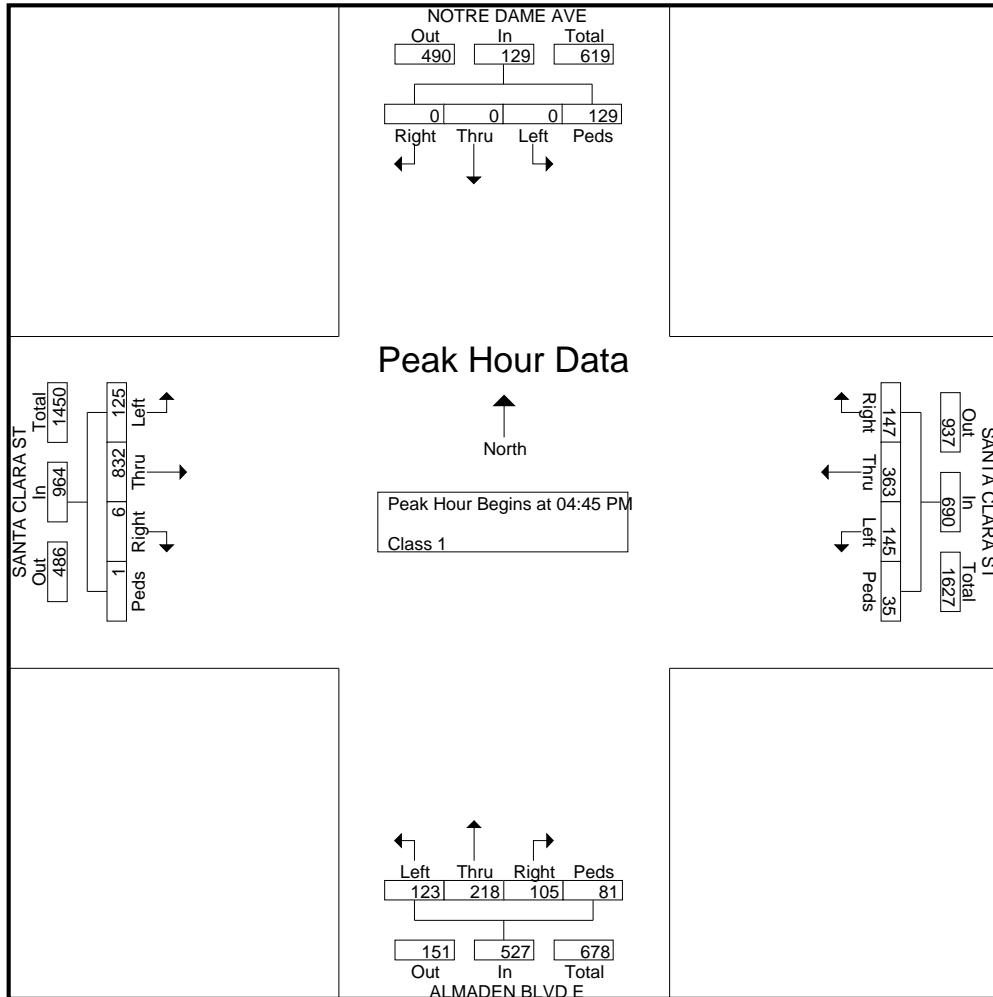 NOTRE DAME AVE
Out In Total
490 129 619
0 0 0 129
Right Thru Left Peds
Peak Hour Data
North
Peak Hour Begins at 04:45 PM
Class 1
SANTA CLARA ST
Total In Out
1450 964 486
125 832 6 1
Left Thru Right Peds
SANTA CLARA ST
Out In Total
937 690 1627
147 363 145 35
Right Thru Left Peds
Left Thru Right Peds
123 218 105 81
151 527 678
Out In Total
ALMADEN BLVD E